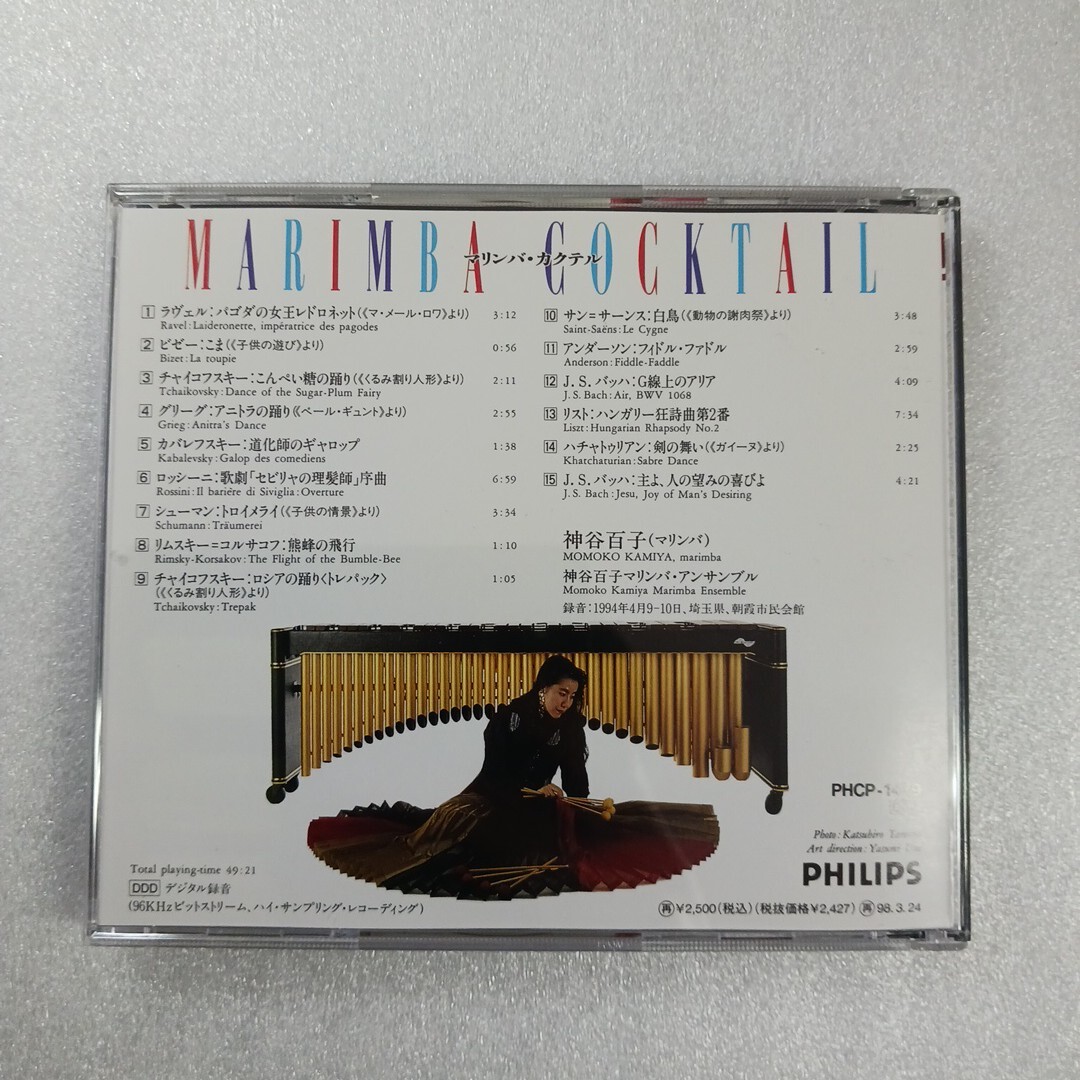 MARIMBA COCKTAIL
マリンバ・カクテル
1 ラヴェル:パゴダの女王レドロネット(《マ・メール・ロワ》より) 3:12
Ravel:Laideronette, impératrice des pagodes
2 ビゼー:こま(《子供の遊び》より) 0:56
Bizet:La toupie
3 チャイコフスキー:こんぺい糖の踊り(《くるみ割り人形》より) 2:11
Tchaikovsky:Dance of the Sugar-Plum Fairy
4 グリーグ:アニトラの踊り(《ペール・ギュント》より) 2:55
Grieg:Anitra's Dance
5 カバレフスキー:道化師のギャロップ 1:38
Kabalevsky:Galop des comediens
6 ロッシーニ:歌劇「セビリャの理髪師」序曲 6:59
Rossini:Il bariére di Siviglia:Overture
7 シューマン:トロイメライ(《子供の情景》より) 3:34
Schumann:Träumerei
8 リムスキー=コルサコフ:熊蜂の飛行 1:10
Rimsky-Korsakov:The Flight of the Bumble-Bee
9 チャイコフスキー:ロシアの踊り〈トレパック〉 1:05
(《くるみ割り人形》より)
Tchaikovsky:Trepak
10 サン=サーンス:白鳥(《動物の謝肉祭》より) 3:48
Saint-Saëns:Le Cygne
11 アンダーソン:フィドル・ファドル 2:59
Anderson:Fiddle-Faddle
12 J.S.バッハ:G線上のアリア 4:09
J.S.Bach:Air, BWV 1068
13 リスト:ハンガリー狂詩曲第2番 7:34
Liszt:Hungarian Rhapsody No.2
14 ハチャトゥリアン:剣の舞い(《ガイーヌ》より) 2:25
Khatchaturian:Sabre Dance
15 J.S.バッハ:主よ、人の望みの喜びよ 4:21
J.S.Bach:Jesu, Joy of Man's Desiring
神谷百子(マリンバ)
MOMOKO KAMIYA, marimba
神谷百子マリンバ・アンサンブル
Momoko Kamiya Marimba Ensemble
録音:1994年4月9-10日、埼玉県、朝霞市民会館
Photo:Katsuhiro
Art direction:
PHILIPS
Total playing-time 49:21
DDD デジタル録音
(96KHzビットストリーム、ハイ・サンプリング・レコーディング)
再¥2,500(税込)(税抜価格¥2,427)再98.3.24